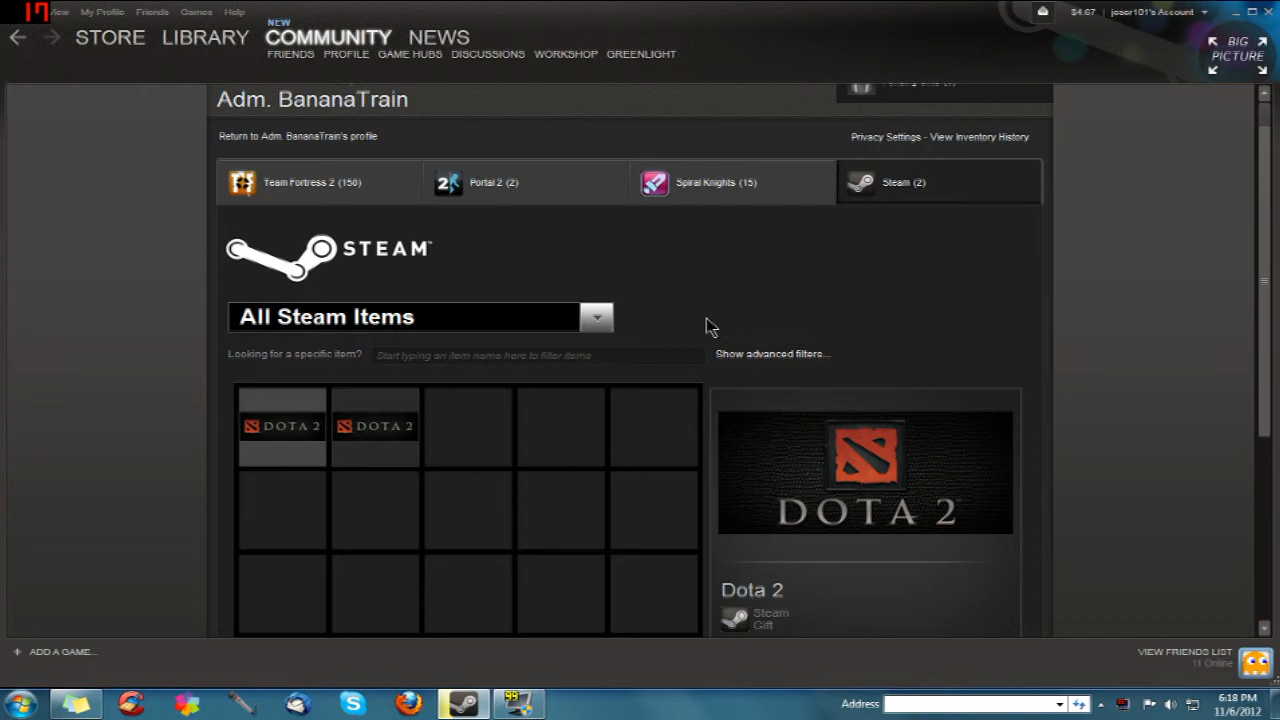 17
View My Profile Friends Games Help
$4.67 jeser101's Account
NEW
STORE LIBRARY COMMUNITY NEWS
BIG PICTURE
FRIENDS PROFILE GAME HUBS DISCUSSIONS WORKSHOP GREENLIGHT
Adm. BananaTrain
Return to Adm. BananaTrain's profile
Privacy Settings - View Inventory History
Team Fortress 2 (150) Portal 2 (2) Spiral Knights (15) Steam (2)
STEAM™
All Steam Items
Looking for a specific item? Start typing an item name here to filter items Show advanced filters...
DOTA 2 DOTA 2
DOTA 2
Dota 2
Steam
Gift
+ ADD A GAME...
VIEW FRIENDS LIST
11 Online
99
Address
6:18 PM
11/6/2012